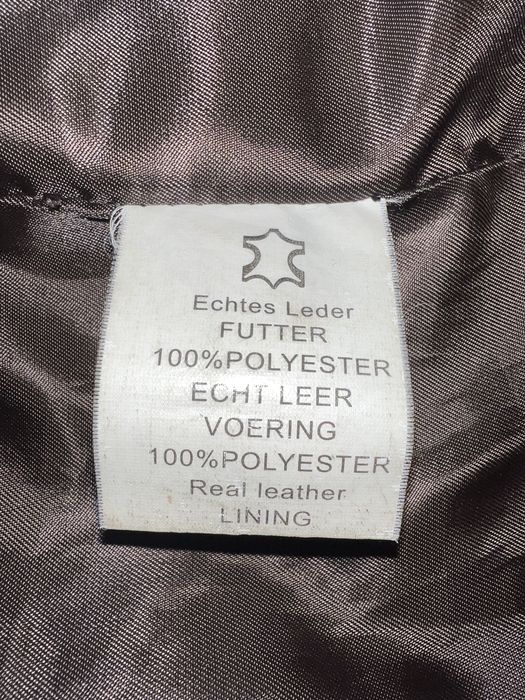 Echtes Leder
FUTTER
100%POLYESTER
ECHT LEER
VOERING
100%POLYESTER
Real leather
LINING